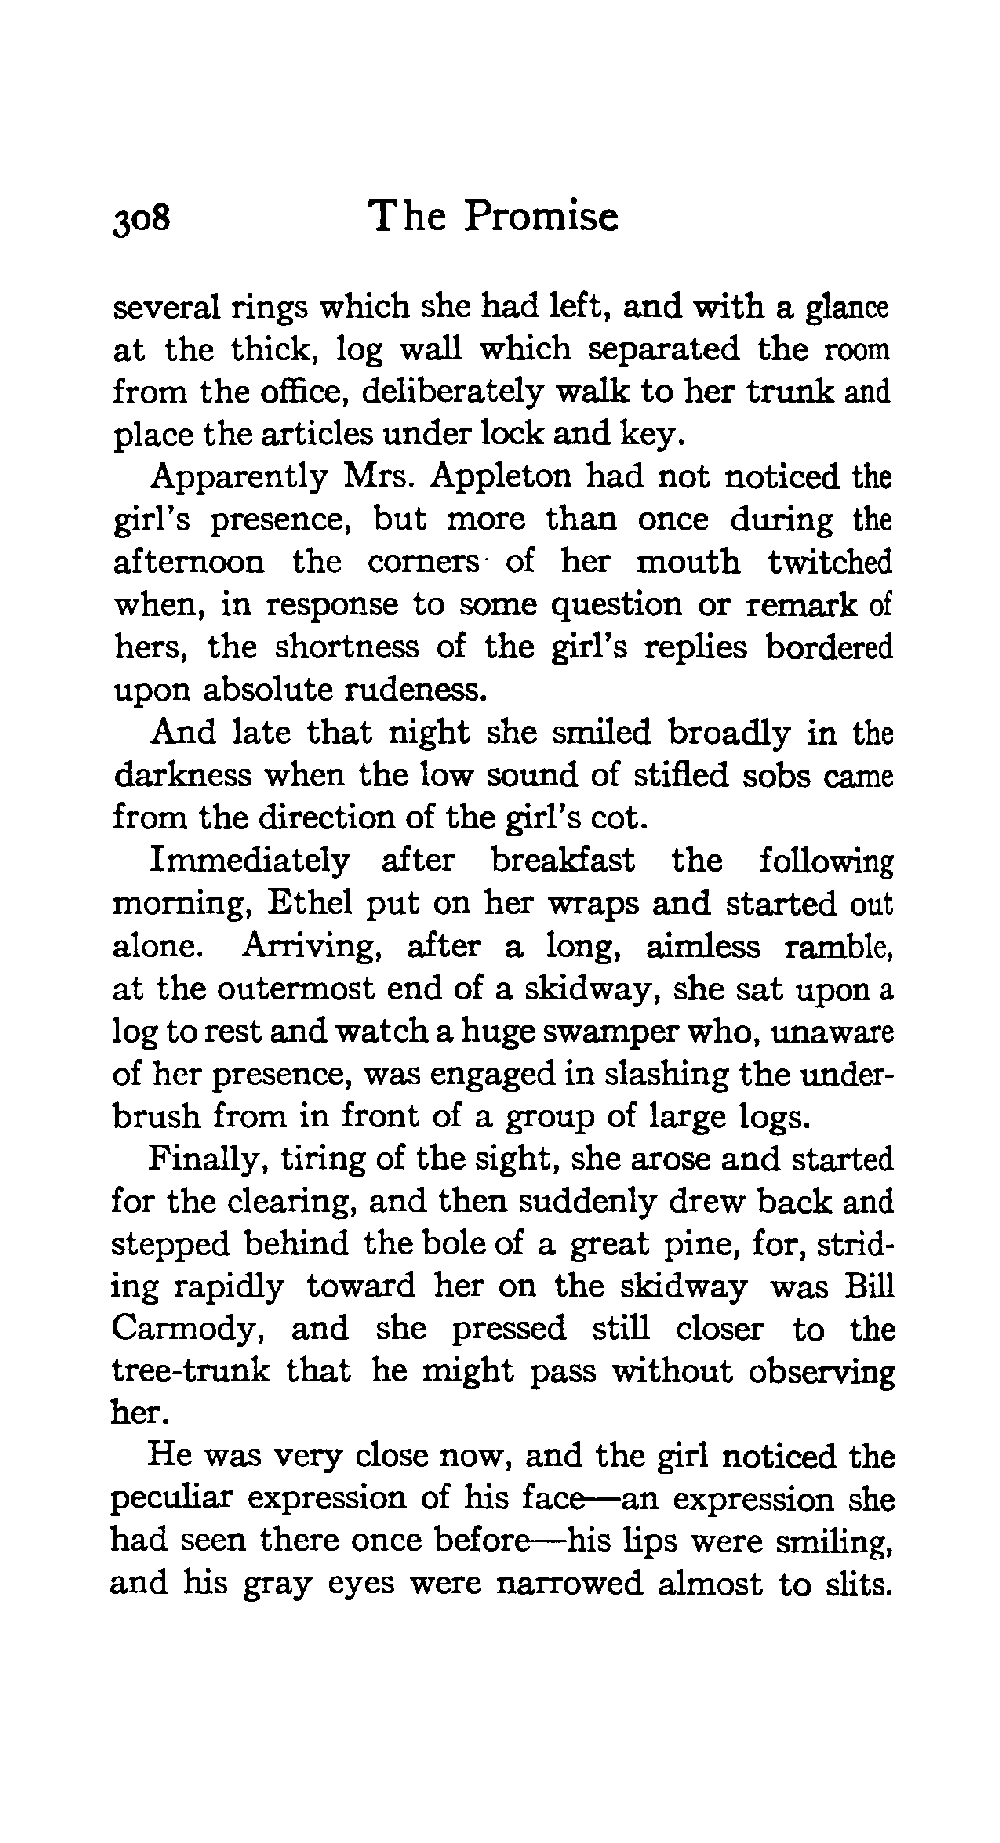 308 The Promise
several rings which she had left, and with a glance
at the thick, log wall which separated the room
from the office, deliberately walk to her trunk and
place the articles under lock and key.
Apparently Mrs. Appleton had not noticed the
girl's presence, but more than once during the
afternoon the corners of her mouth twitched
when, in response to some question or remark of
hers, the shortness of the girl's replies bordered
upon absolute rudeness.
And late that night she smiled broadly in the
darkness when the low sound of stifled sobs came
from the direction of the girl's cot.
Immediately after breakfast the following
morning, Ethel put on her wraps and started out
alone. Arriving, after a long, aimless ramble,
at the outermost end of a skidway, she sat upon a
log to rest and watch a huge swamper who, unaware
of her presence, was engaged in slashing the under-
brush from in front of a group of large logs.
Finally, tiring of the sight, she arose and started
for the clearing, and then suddenly drew back and
stepped behind the bole of a great pine, for, strid-
ing rapidly toward her on the skidway was Bill
Carmody, and she pressed still closer to the
tree-trunk that he might pass without observing
her.
He was very close now, and the girl noticed the
peculiar expression of his face—an expression she
had seen there once before—his lips were smiling,
and his gray eyes were narrowed almost to slits.